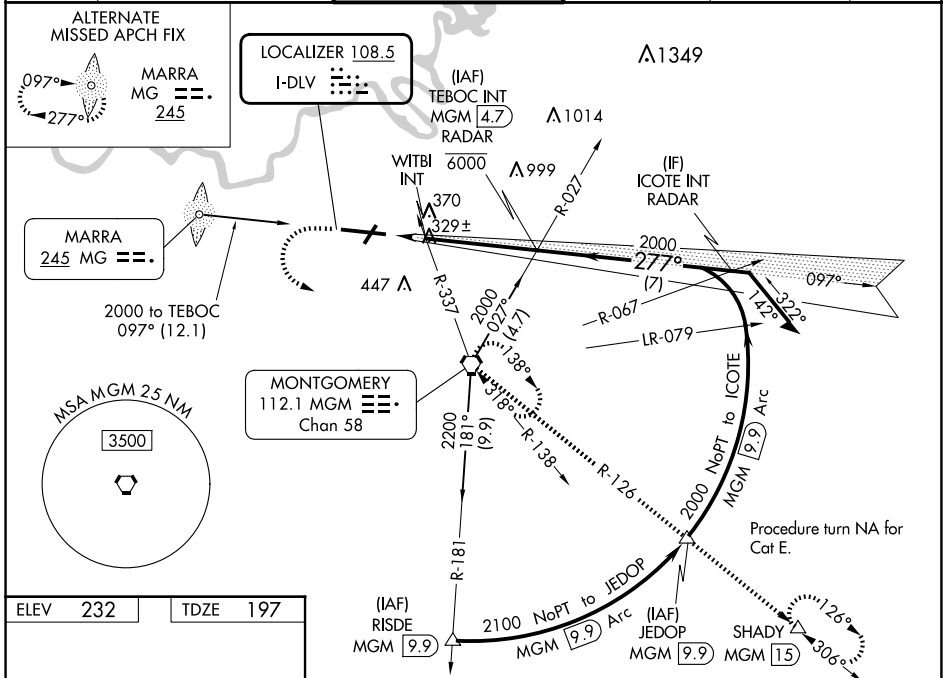 ALTERNATE
MISSED APCH FIX
097°
277°
MARRA
MG
245
LOCALIZER 108.5
I-DLV
(IAF)
TEBOC INT
MGM 4.7
RADAR
6000
1349
1014
999
WITBI
INT
370
329±
447
R-027
(IF)
ICOTE INT
RADAR
2000
277°
(7)
097°
142°
322°
R-067
LR-079
MARRA
245 MG
2000 to TEBOC
097° (12.1)
R-337
2000
027°
(4.7)
138°
318°
R-138
MONTGOMERY
112.1 MGM
Chan 58
MSA MGM 25 NM
3500
2200
181°
(9.9)
R-181
R-126
2000 NoPT to ICOTE
MGM 9.9 Arc
Procedure turn NA for
Cat E.
2100 NoPT to JEDOP
MGM 9.9 Arc
(IAF)
RISDE
MGM 9.9
(IAF)
JEDOP
MGM 9.9
SHADY
MGM 15
126°
306°
ELEV 232
TDZE 197